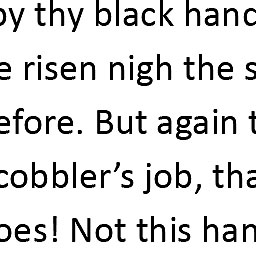 by thy black hand
e risen nigh the s
efore. But again t
cobbler’s job, tha
oes! Not this han